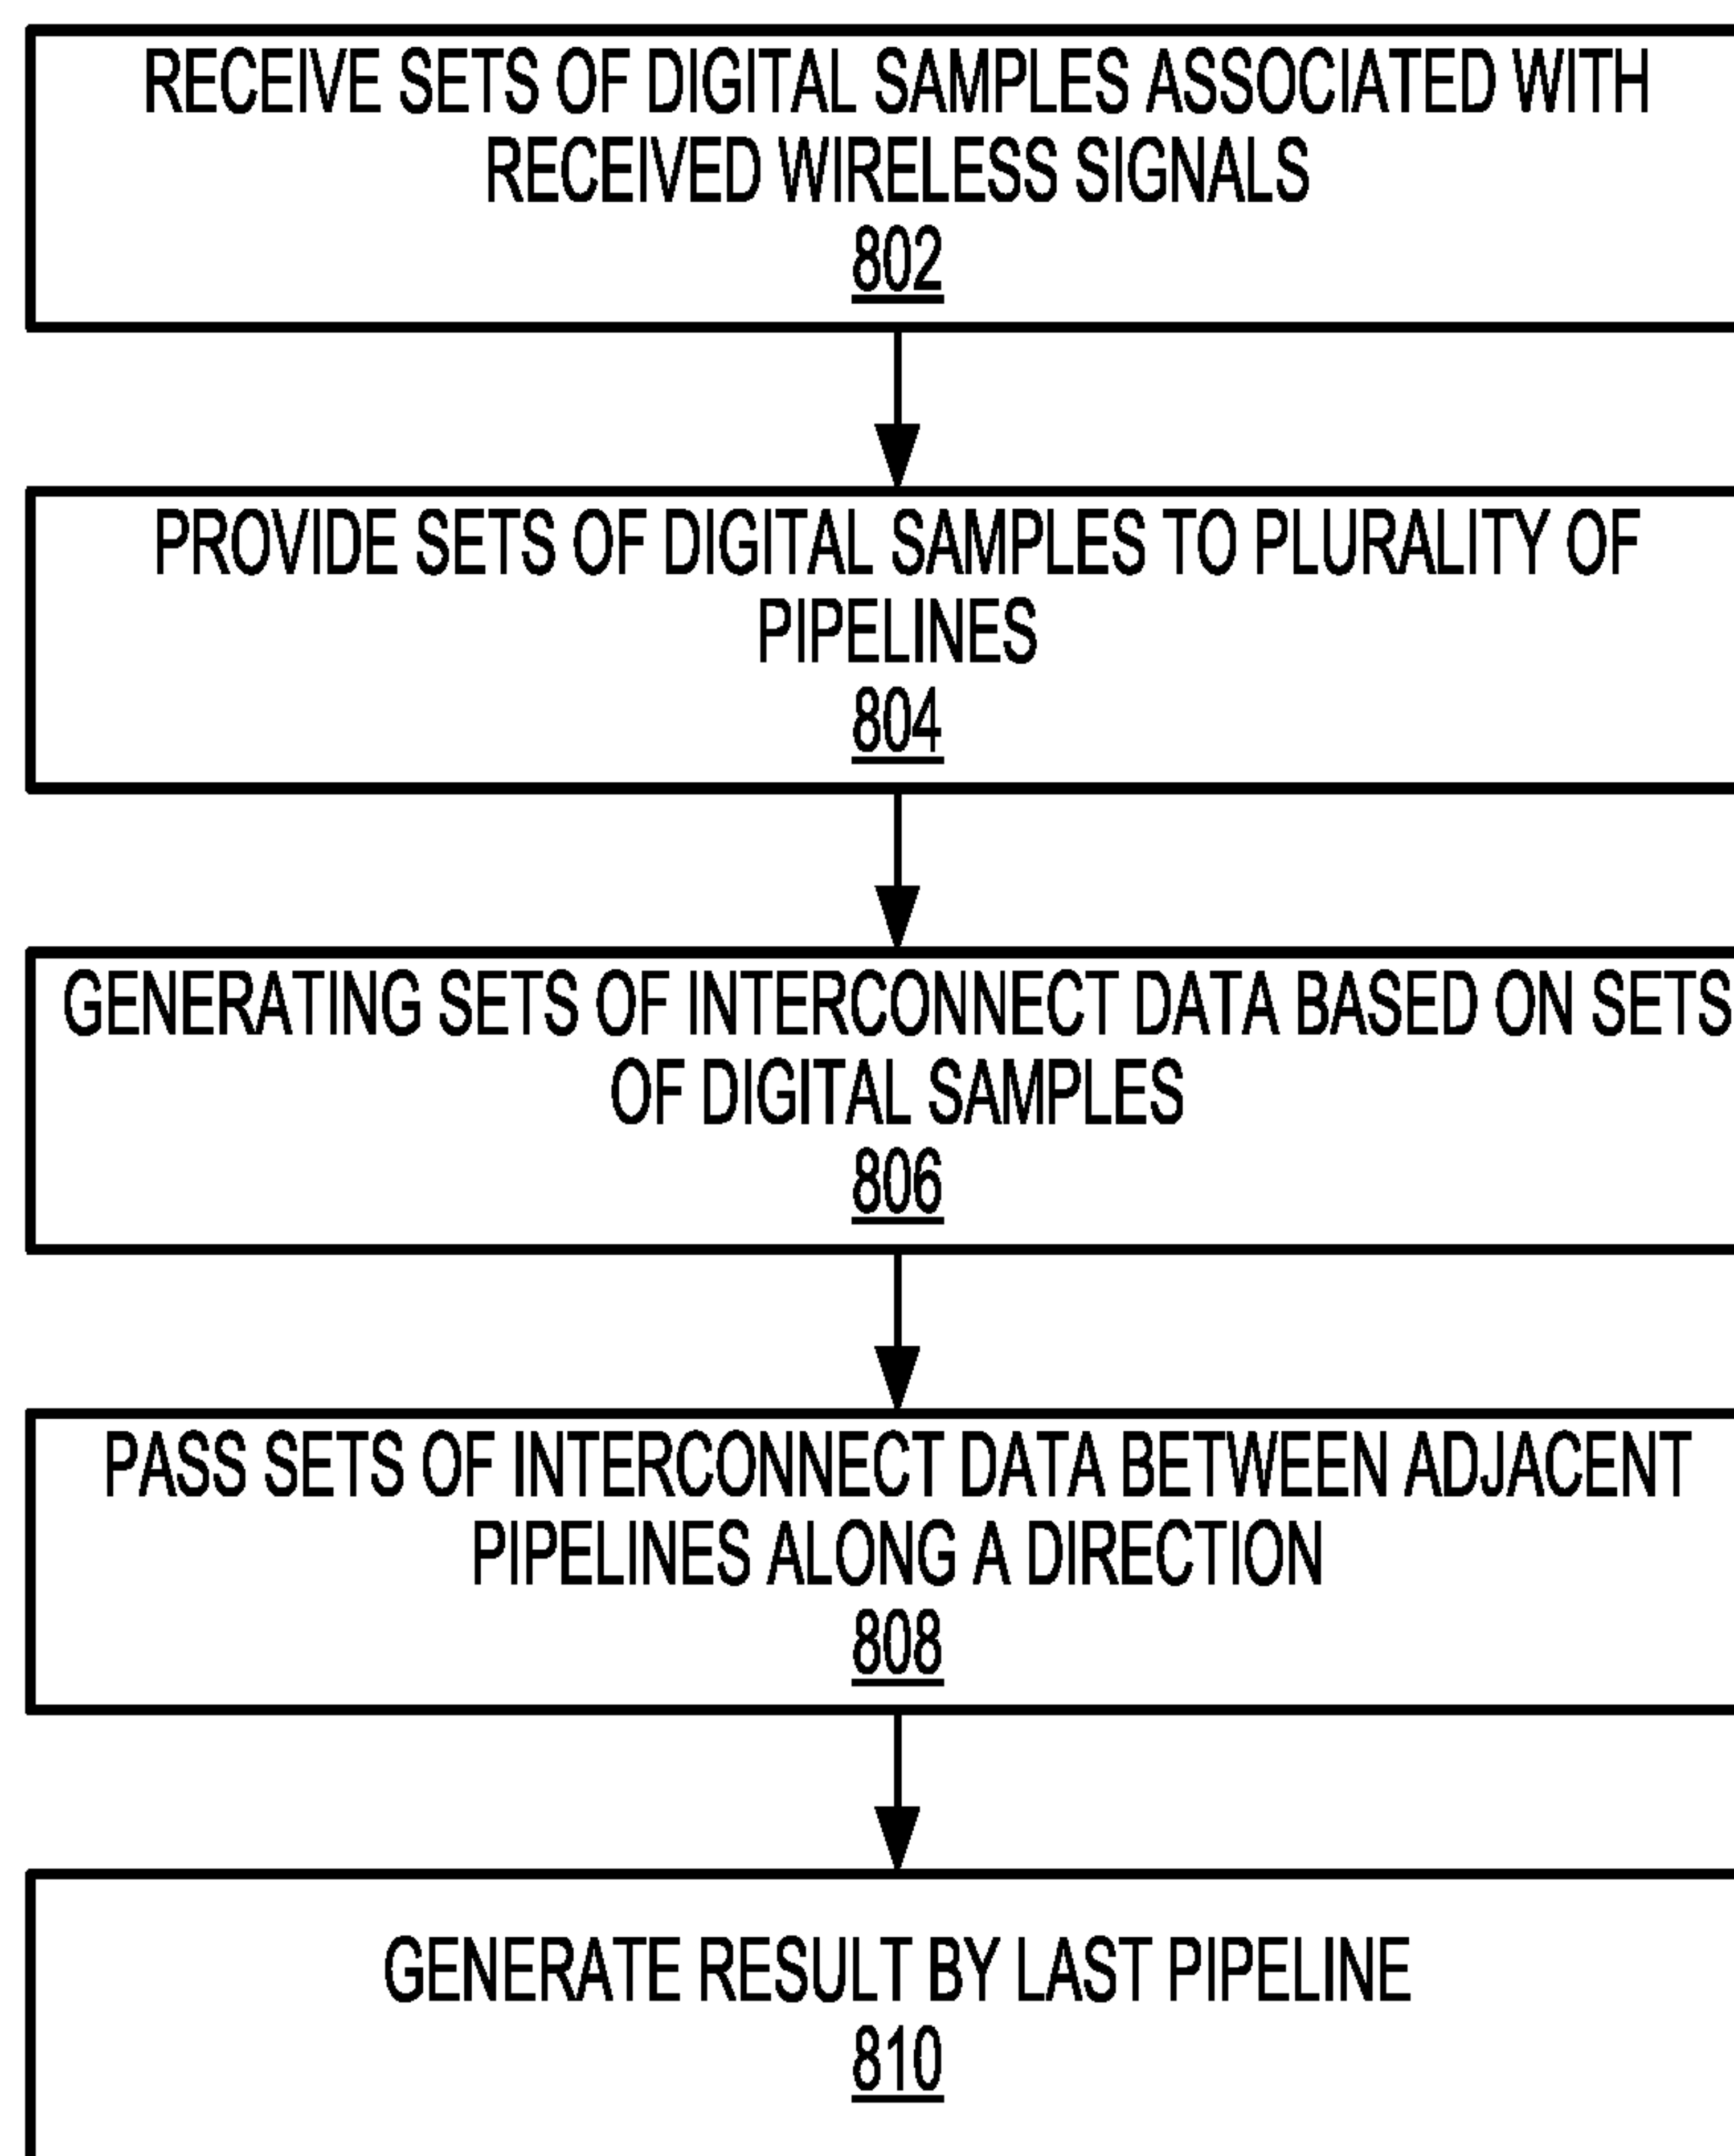 RECEIVE SETS OF DIGITAL SAMPLES ASSOCIATED WITH
RECEIVED WIRELESS SIGNALS
802
PROVIDE SETS OF DIGITAL SAMPLES TO PLURALITY OF
PIPELINES
804
GENERATING SETS OF INTERCONNECT DATA BASED ON SETS
OF DIGITAL SAMPLES
806
PASS SETS OF INTERCONNECT DATA BETWEEN ADJACENT
PIPELINES ALONG A DIRECTION
808
GENERATE RESULT BY LAST PIPELINE
810